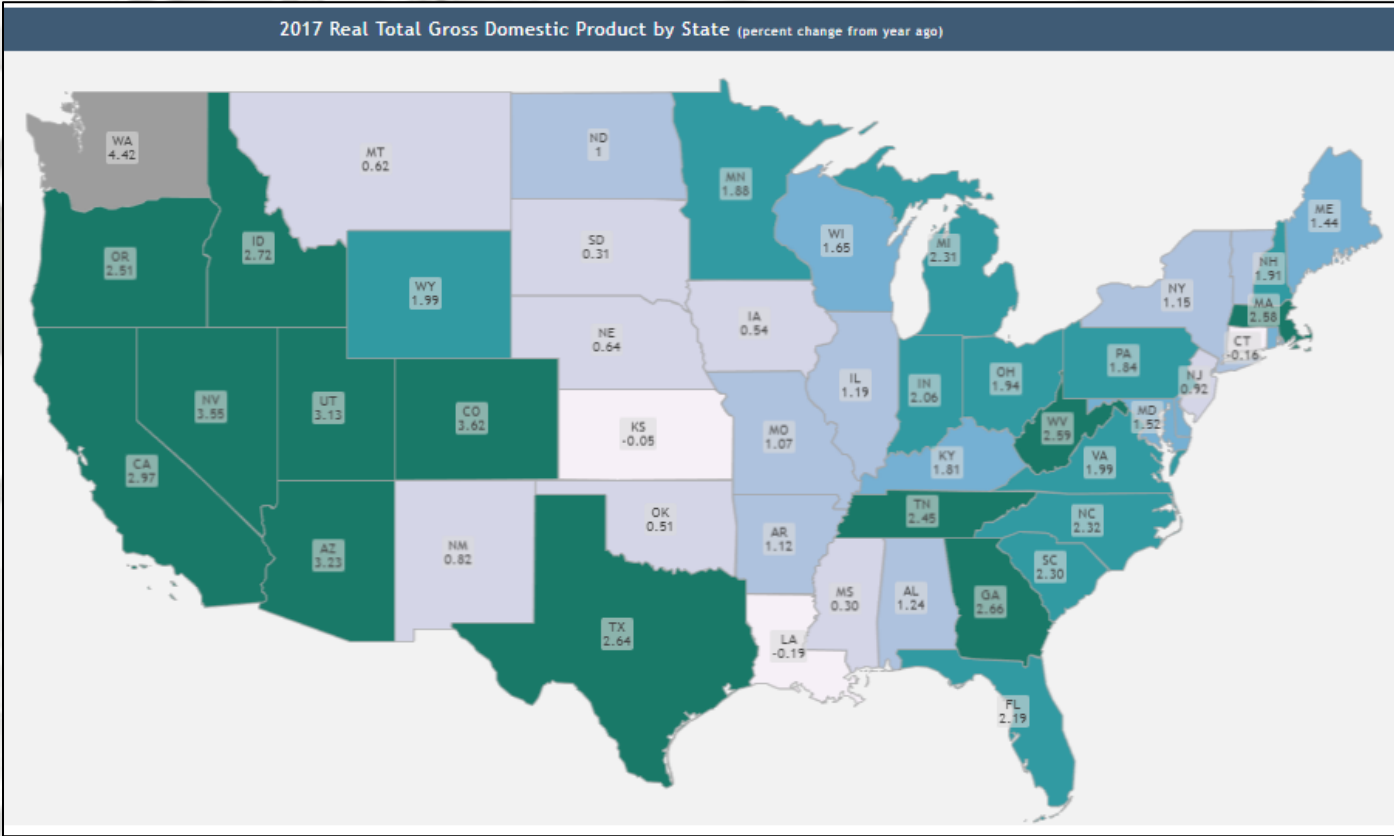 2017 Real Total Gross Domestic Product by State (percent change from year ago)
WA
4.42
MT
0.62
ND
1
MN
1.88
ME
1.44
OR
2.51
ID
2.72
SD
0.31
WI
1.65
MI
2.31
NH
1.91
WY
1.99
NY
1.15
MA
2.58
IA
0.54
CT
-0.16
NE
0.64
PA
1.84
NJ
0.92
NV
3.55
UT
3.13
CO
3.62
IL
1.19
IN
2.06
OH
1.94
KS
-0.05
MO
1.07
MD
1.52
WV
2.59
CA
2.97
KY
1.81
VA
1.99
OK
0.51
TN
2.45
NC
2.32
AZ
3.23
NM
0.82
AR
1.12
SC
2.30
MS
0.30
AL
1.24
GA
2.66
TX
2.64
LA
-0.19
FL
2.19